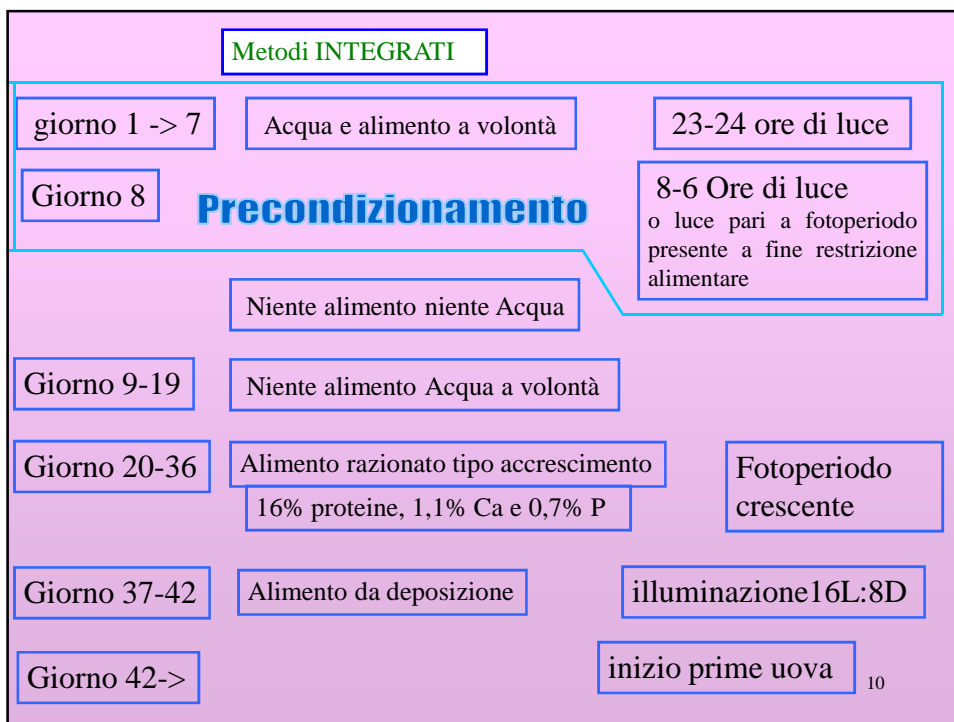 Metodi INTEGRATI
giorno 1 -> 7
Acqua e alimento a volontà
23-24 ore di luce
Giorno 8
Precondizionamento
8-6 Ore di luce
o luce pari a fotoperiodo
presente a fine restrizione
alimentare
Niente alimento niente Acqua
Giorno 9-19
Niente alimento Acqua a volontà
Giorno 20-36
Alimento razionato tipo accrescimento
16% proteine, 1,1% Ca e 0,7% P
Fotoperiodo
crescente
Giorno 37-42
Alimento da deposizione
illuminazione16L:8D
Giorno 42->
inizio prime uova
10